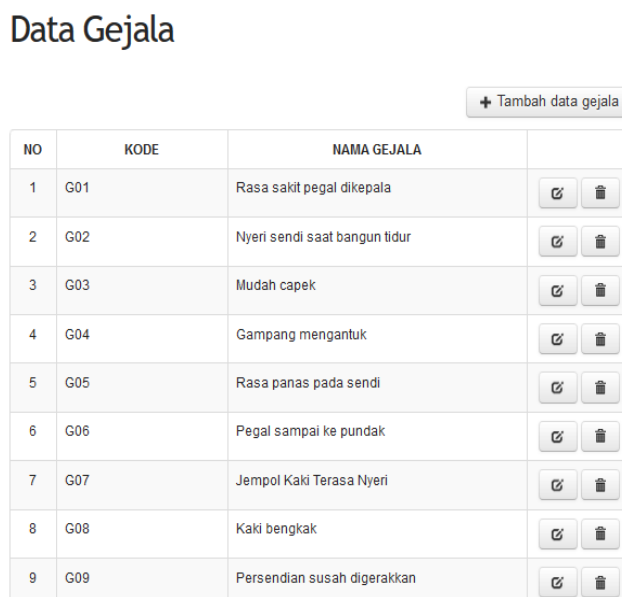 Data Gejala
Tambah data gejala
NO KODE NAMA GEJALA
1 G01 Rasa sakit pegal dikepala
2 G02 Nyeri sendi saat bangun tidur
3 G03 Mudah capek
4 G04 Gampang mengantuk
5 G05 Rasa panas pada sendi
6 G06 Pegal sampai ke pundak
7 G07 Jempol Kaki Terasa Nyeri
8 G08 Kaki bengkak
9 G09 Persendian susah digerakkan